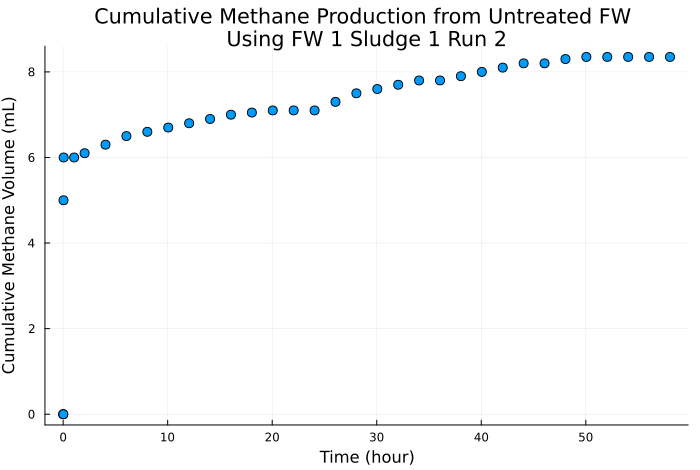 Cumulative Methane Production from Untreated FW
Using FW 1 Sludge 1 Run 2
Cumulative Methane Volume (mL)
8
6
4
2
0
0 10 20 30 40 50
Time (hour)